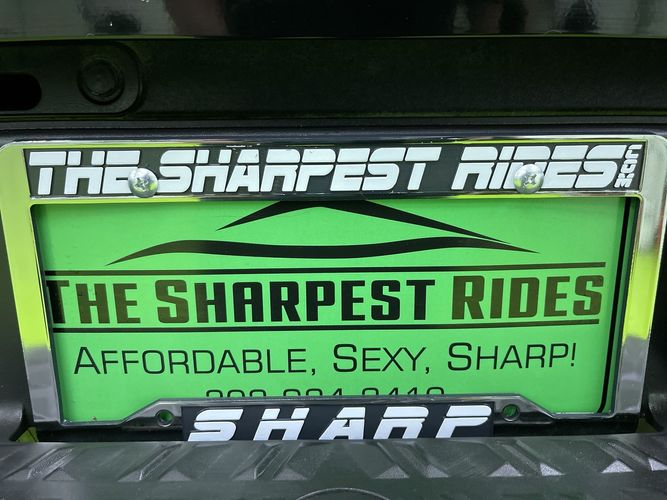 THE SHARPEST RIDES.COM
THE SHARPEST RIDES
AFFORDABLE, SEXY, SHARP!
SHARP